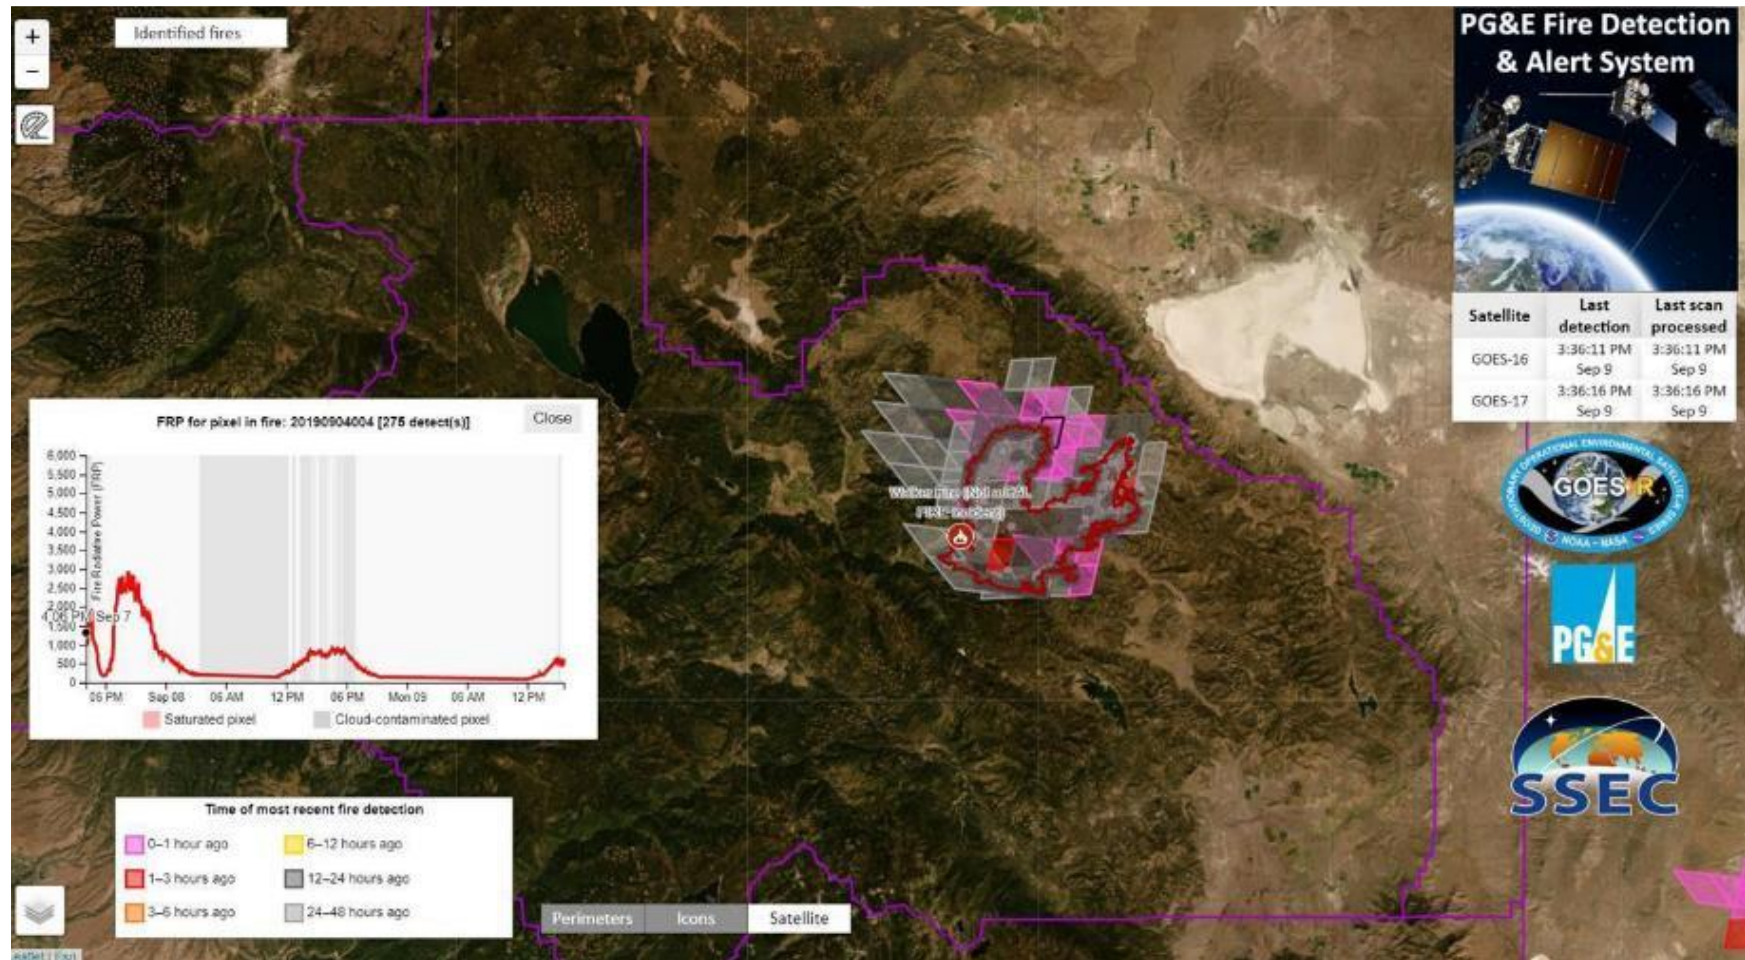 +
Identified fires
−
PG&E Fire Detection
& Alert System
Satellite
Last
detection
Last scan
processed
GOES-16
3:36:11 PM
Sep 9
3:36:11 PM
Sep 9
GOES-17
3:36:16 PM
Sep 9
3:36:16 PM
Sep 9
FRP for pixel in fire: 20190904004 [275 detect(s)]
Close
Fire Radiative Power (FRP)
6,000
5,500
5,000
4,500
4,000
3,500
3,000
2,500
2,000
1,500
1,000
500
0
4:06 PM Sep 7
06 PM
Sep 08
06 AM
12 PM
06 PM
Mon 09
06 AM
12 PM
Saturated pixel
Cloud-contaminated pixel
GEOSTATIONARY OPERATIONAL ENVIRONMENTAL SATELLITE
GOES R
NOAA - NASA
PG&E
SSEC
Time of most recent fire detection
0–1 hour ago
6–12 hours ago
1–3 hours ago
12–24 hours ago
3–6 hours ago
24–48 hours ago
Perimeters
Icons
Satellite